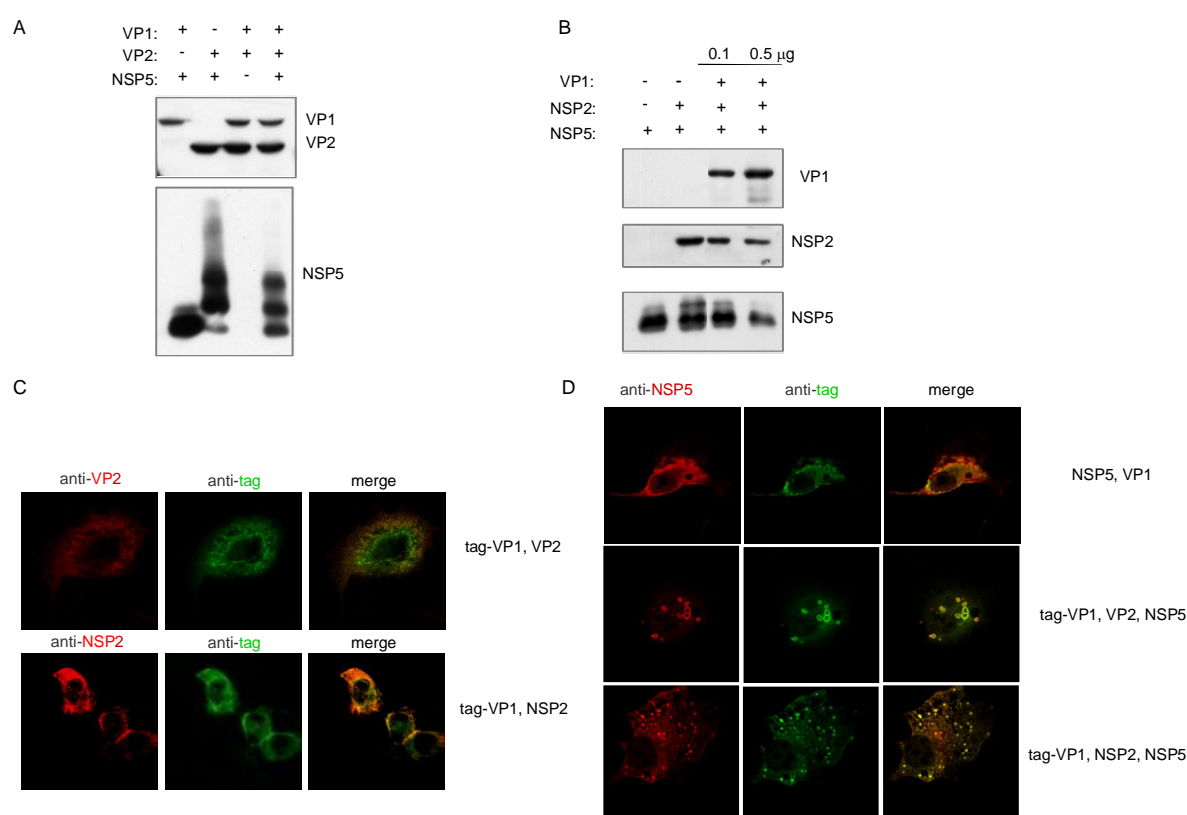 A
VP1: + - + +
VP2: - + + +
NSP5: + + - +
VP1
VP2
NSP5
B
0.1 0.5 µg
VP1: - - + +
NSP2: - + + +
NSP5: + + + +
VP1
NSP2
NSP5
C
anti-VP2 anti-tag merge
tag-VP1, VP2
anti-NSP2 anti-tag merge
tag-VP1, NSP2
D
anti-NSP5 anti-tag merge
NSP5, VP1
tag-VP1, VP2, NSP5
tag-VP1, NSP2, NSP5